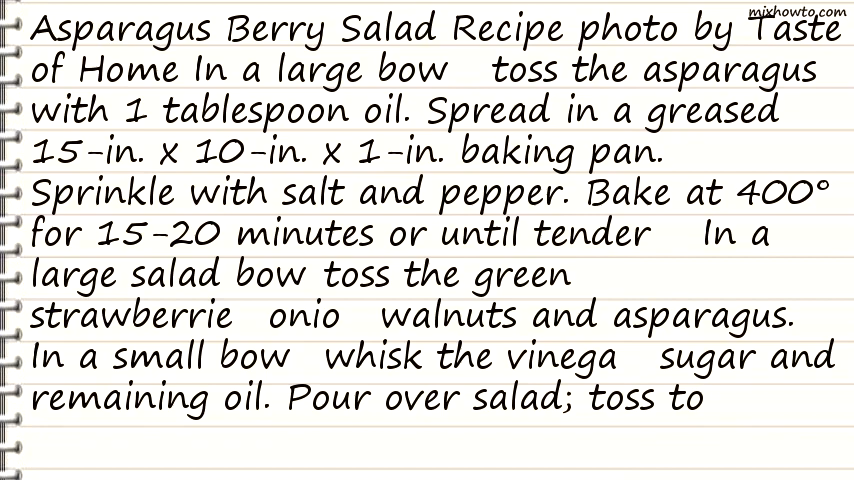 mixhowto.com
Asparagus Berry Salad Recipe photo by Taste
of Home In a large bow toss the asparagus
with 1 tablespoon oil. Spread in a greased
15-in. x 10-in. x 1-in. baking pan.
Sprinkle with salt and pepper. Bake at 400°
for 15-20 minutes or until tender In a
large salad bow toss the green
strawberrie onio walnuts and asparagus.
In a small bow whisk the vinega sugar and
remaining oil. Pour over salad; toss to